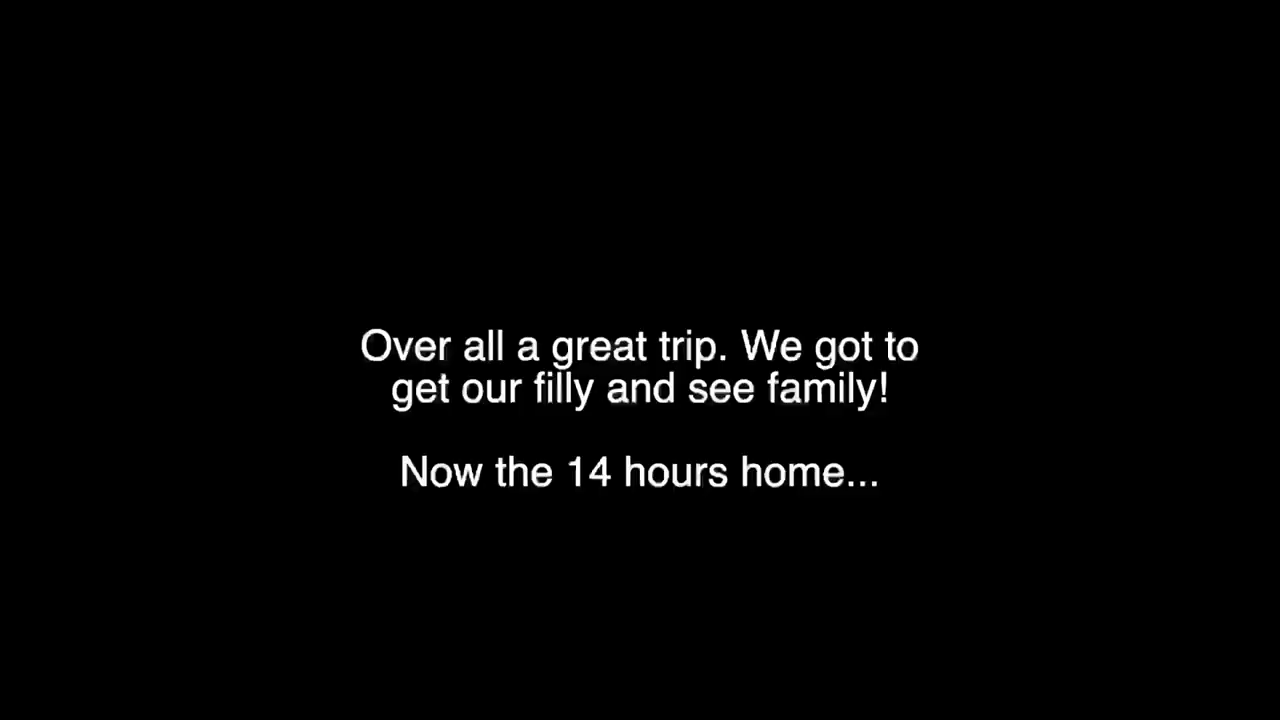 Over all a great trip. We got to
get our filly and see family!
Now the 14 hours home...